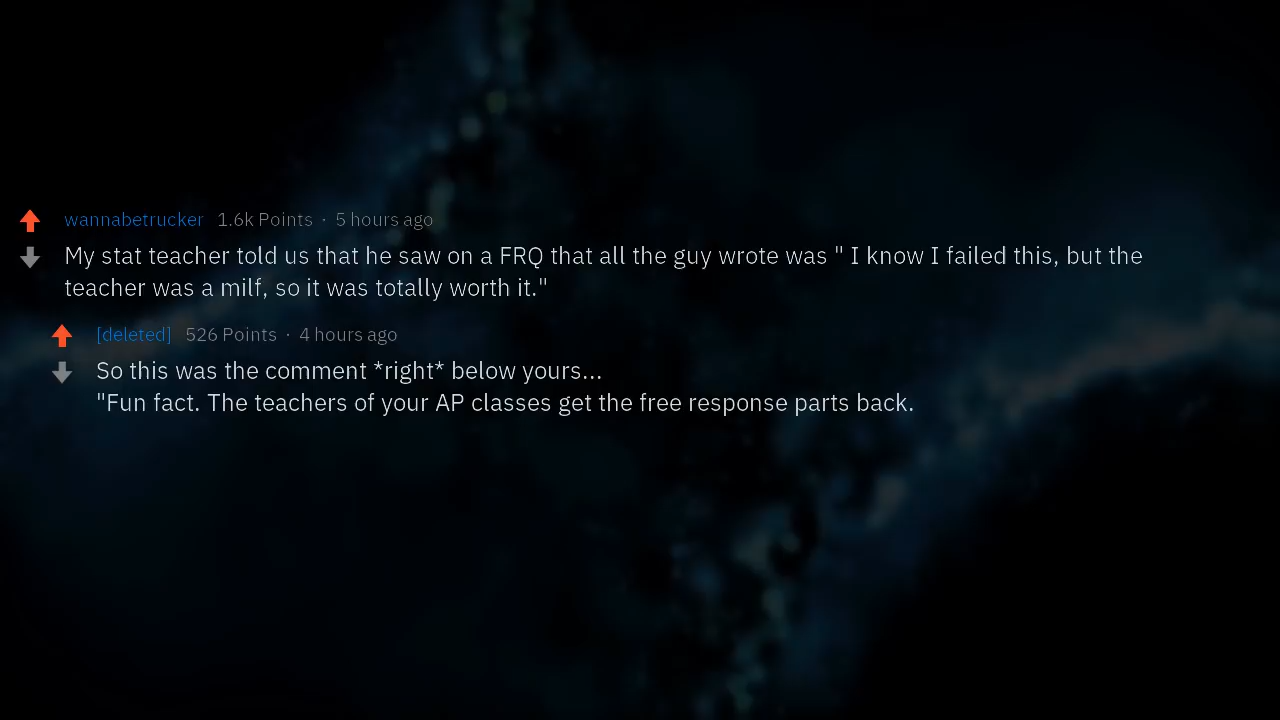 wannabetrucker 1.6k Points · 5 hours ago
My stat teacher told us that he saw on a FRQ that all the guy wrote was " I know I failed this, but the
teacher was a milf, so it was totally worth it."
[deleted] 526 Points · 4 hours ago
So this was the comment *right* below yours...
"Fun fact. The teachers of your AP classes get the free response parts back.